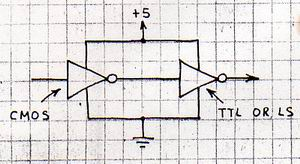 +5
CMOS
TTL OR LS